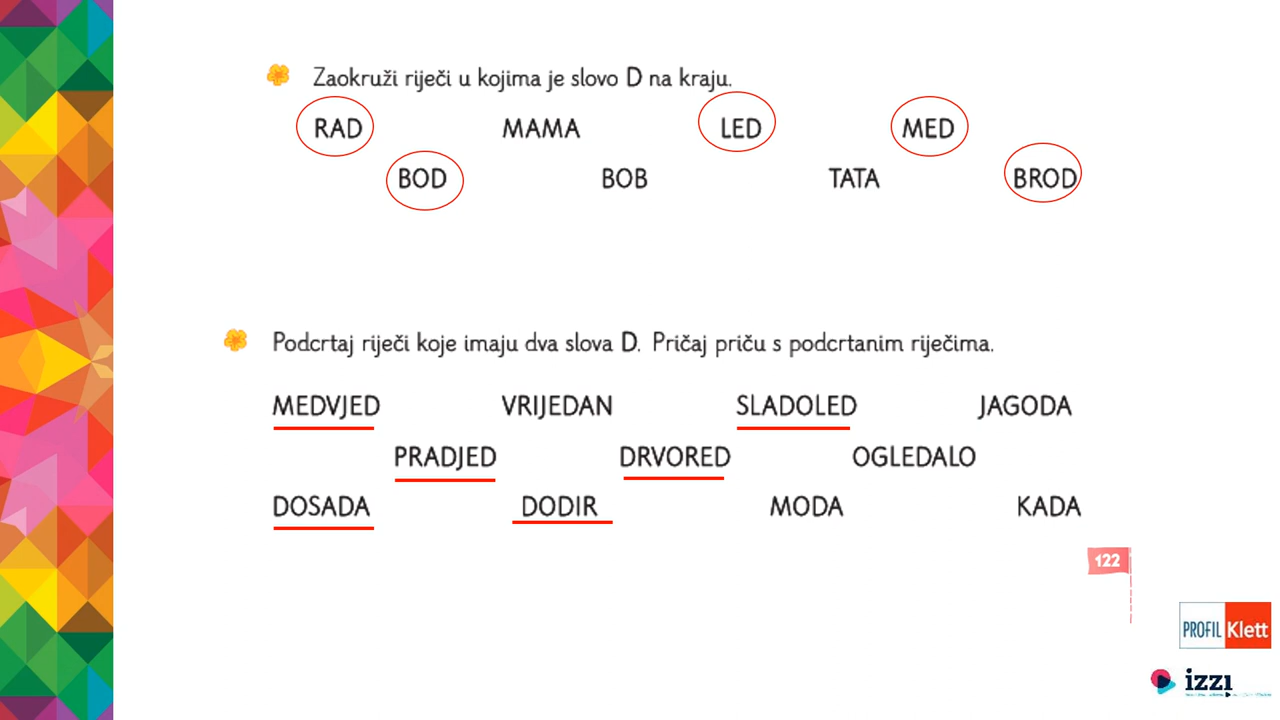 Zaokruži riječi u kojima je slovo D na kraju.
RAD MAMA LED MED
BOD BOB TATA BROD
Podcrtaj riječi koje imaju dva slova D. Pričaj priču s podcrtanim riječima.
MEDVJED VRIJEDAN SLADOLED JAGODA
PRADJED DRVORED OGLEDALO
DOSADA DODIR MODA KADA
122
PROFIL Klett
izzi